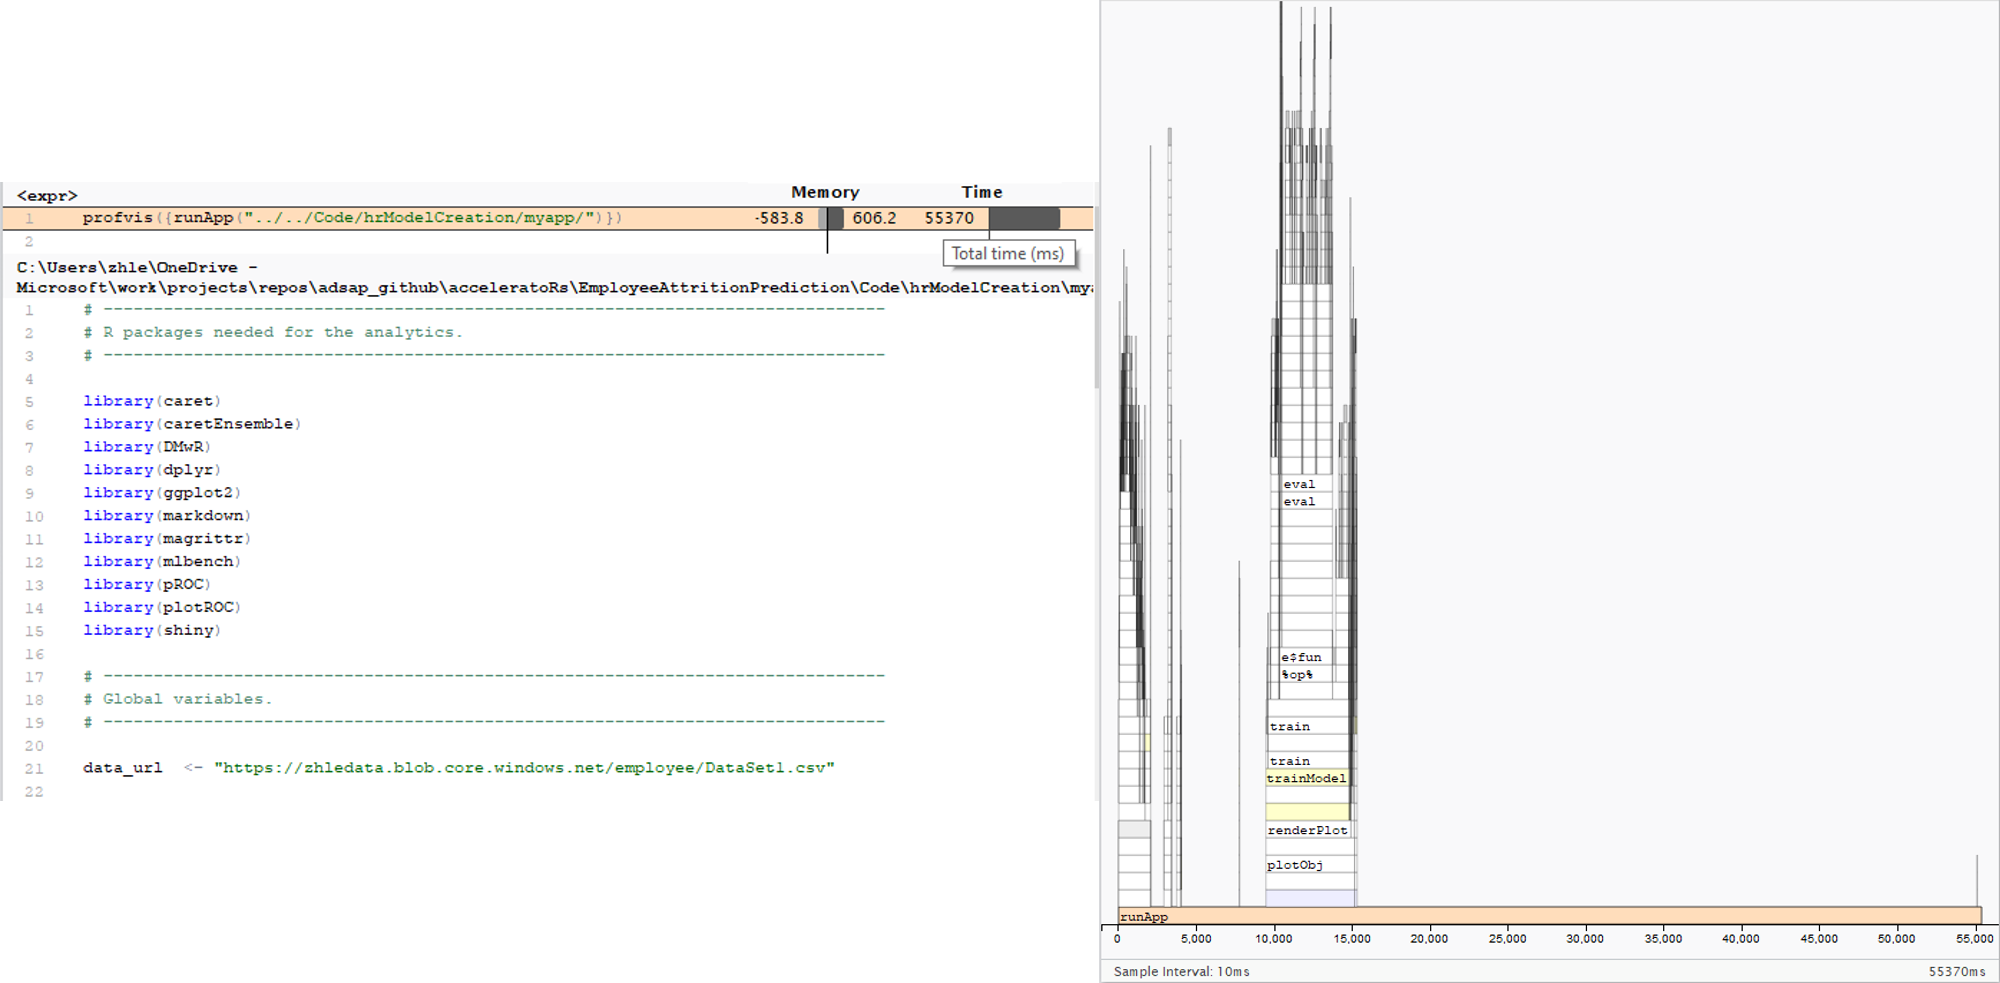 <expr> Memory Time
1 profvis({runApp("../../Code/hrModelCreation/myapp/")}) -583.8 606.2 55370
2
Total time (ms)
C:\Users\zhle\OneDrive -
Microsoft\work\projects\repos\adsap_github\acceleratoRs\EmployeeAttritionPrediction\Code\hrModelCreation\mya
1 # ------------------------------------------------------------------------------
2 # R packages needed for the analytics.
3 # ------------------------------------------------------------------------------
4
5 library(caret)
6 library(caretEnsemble)
7 library(DMwR)
8 library(dplyr)
9 library(ggplot2)
10 library(markdown)
11 library(magrittr)
12 library(mlbench)
13 library(pROC)
14 library(plotROC)
15 library(shiny)
16
17 # ------------------------------------------------------------------------------
18 # Global variables.
19 # ------------------------------------------------------------------------------
20
21 data_url <- "https://zhledata.blob.core.windows.net/employee/DataSet1.csv"
22
eval
eval
e$fun
%op%
train
train
trainModel
renderPlot
plotObj
runApp
0 5,000 10,000 15,000 20,000 25,000 30,000 35,000 40,000 45,000 50,000 55,000
Sample Interval: 10ms 55370ms